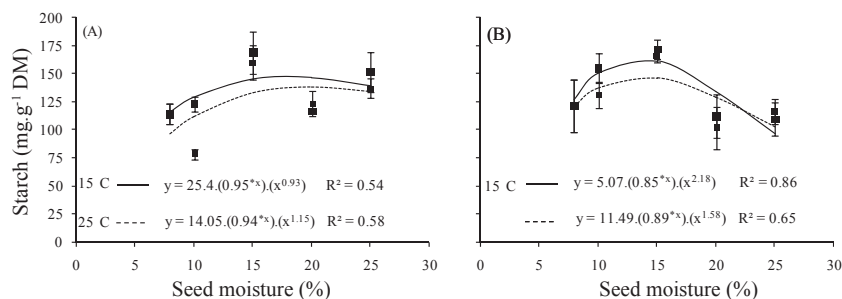 (A)
Starch (mg.g-1 DM)
200
175
150
125
100
75
50
25
0
15 C y = 25.4.(0.95*x).(x0.93) R² = 0.54
25 C y = 14.05.(0.94*x).(x1.15) R² = 0.58
0 5 10 15 20 25 30
Seed moisture (%)
(B)
15 C y = 5.07.(0.85*x).(x2.18) R² = 0.86
y = 11.49.(0.89*x).(x1.58) R² = 0.65
0 5 10 15 20 25 30
Seed moisture (%)